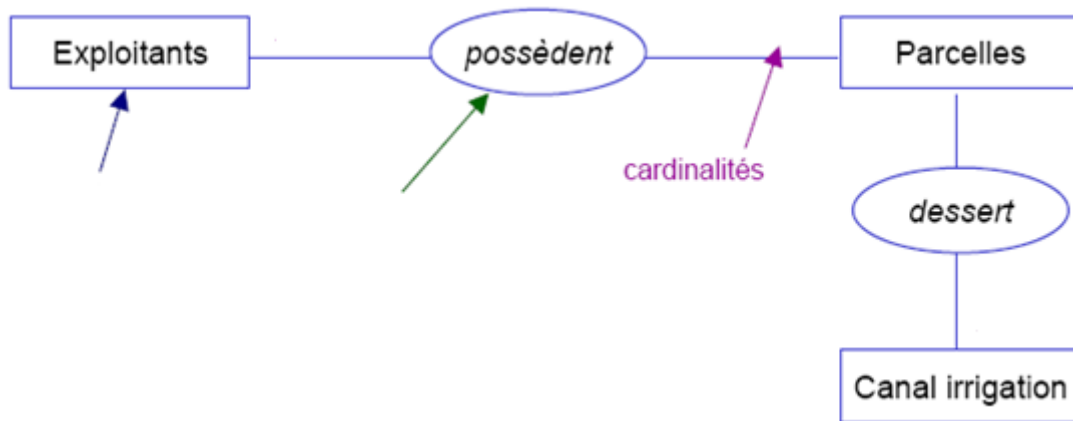 Exploitants
possèdent
Parcelles
cardinalités
dessert
Canal irrigation